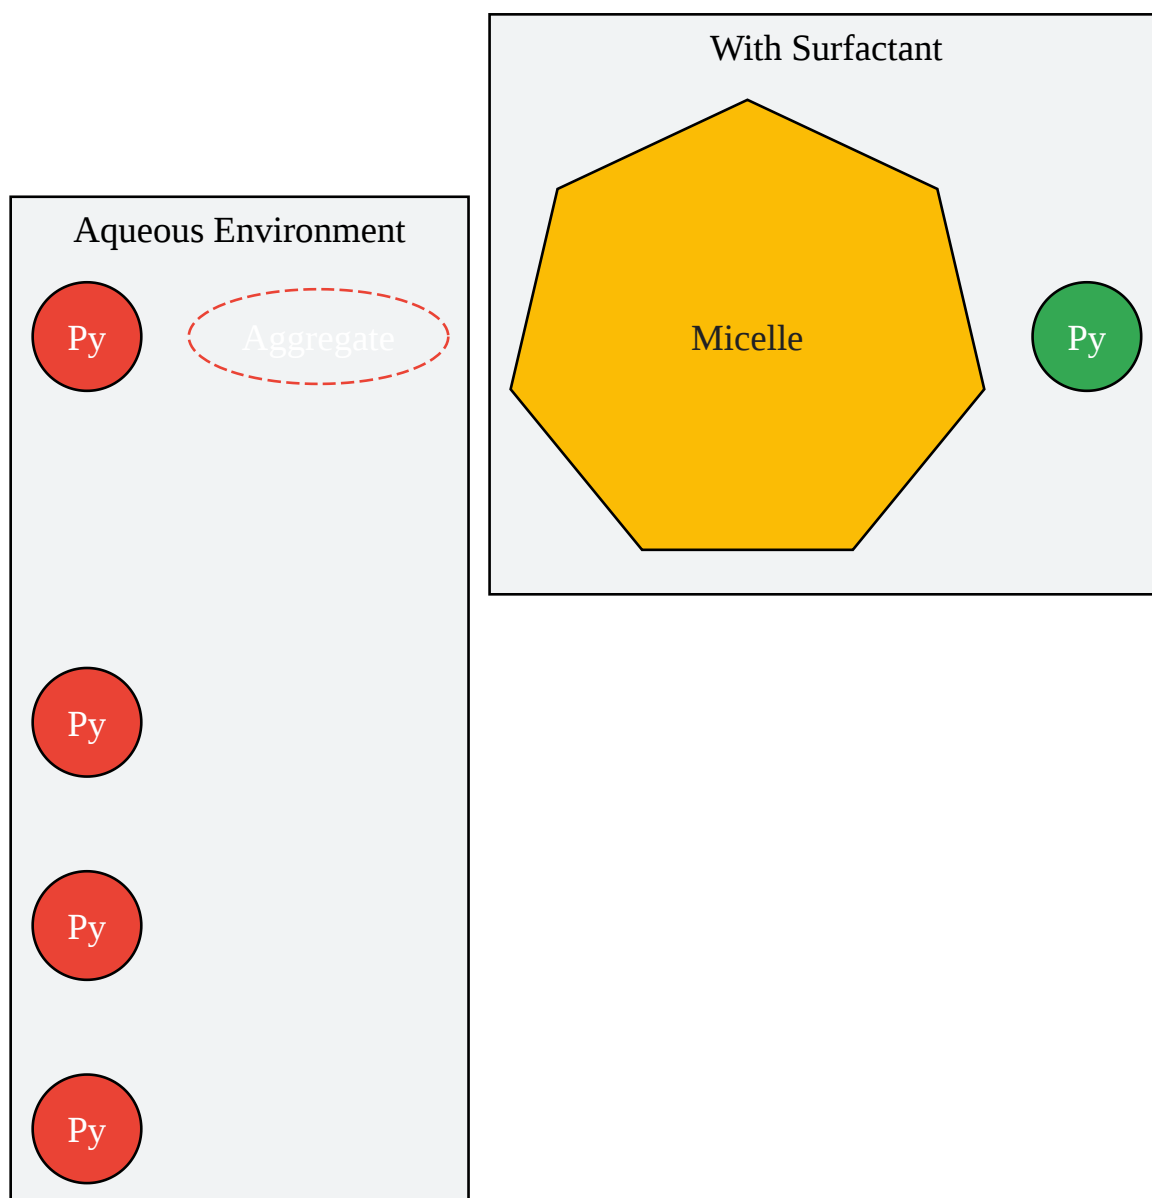 With Surfactant
Micelle
Py
Aqueous Environment
Py
Aggregate
Py
Py
Py